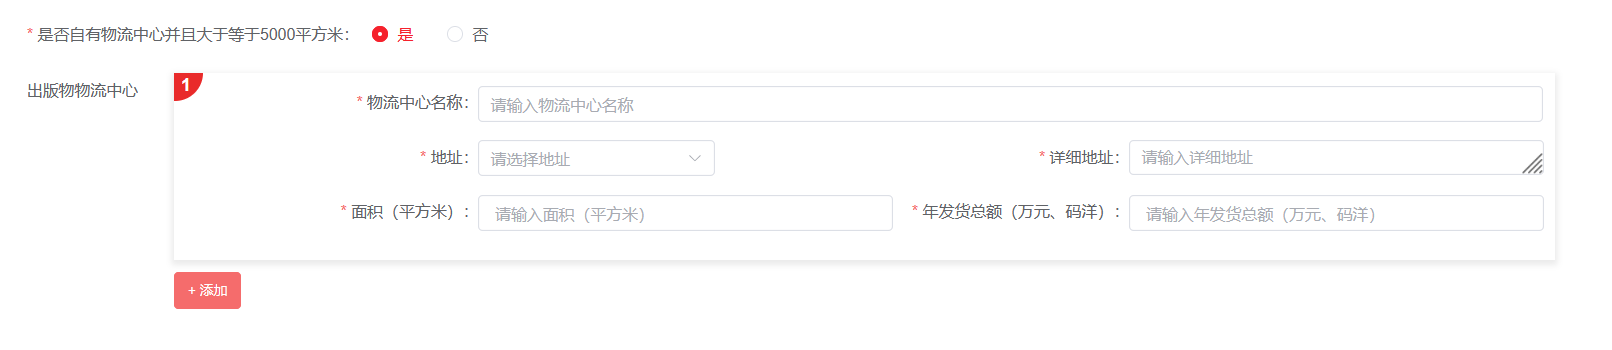 * 是否自有物流中心并且大于等于5000平方米： 是 否
出版物物流中心
1
* 物流中心名称： 请输入物流中心名称
* 地址： 请选择地址 * 详细地址： 请输入详细地址
* 面积（平方米）： 请输入面积（平方米） * 年发货总额（万元、码洋）： 请输入年发货总额（万元、码洋）
+ 添加